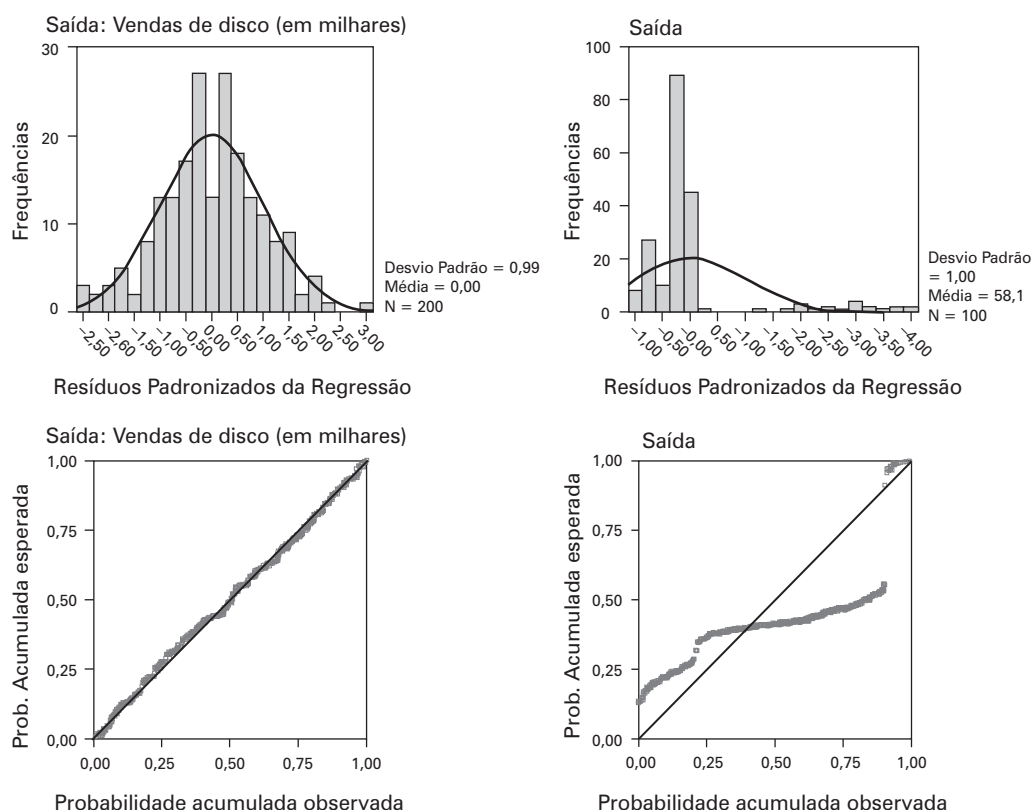 Saída: Vendas de disco (em milhares)
30
20
10
0
Frequências
−2,50
−2,60
−1,50
−1,00
−0,50
0,00
0,50
1,00
1,50
2,00
2,50
3,00
Desvio Padrão = 0,99
Média = 0,00
N = 200
Resíduos Padronizados da Regressão
Saída
100
80
60
40
20
0
Frequências
−1,00
−0,50
−0,00
0,50
−1,00
−1,50
−2,00
−2,50
−3,00
−3,50
−4,00
Desvio Padrão
= 1,00
Média = 58,1
N = 100
Resíduos Padronizados da Regressão
Saída: Vendas de disco (em milhares)
1,00
0,75
0,50
0,25
0,00
Prob. Acumulada esperada
0,00 0,25 0,50 0,75 1,00
Probabilidade acumulada observada
Saída
1,00
0,75
0,50
0,25
0,00
Prob. Acumulada esperada
0,00 0,25 0,50 0,75 1,00
Probabilidade acumulada observada